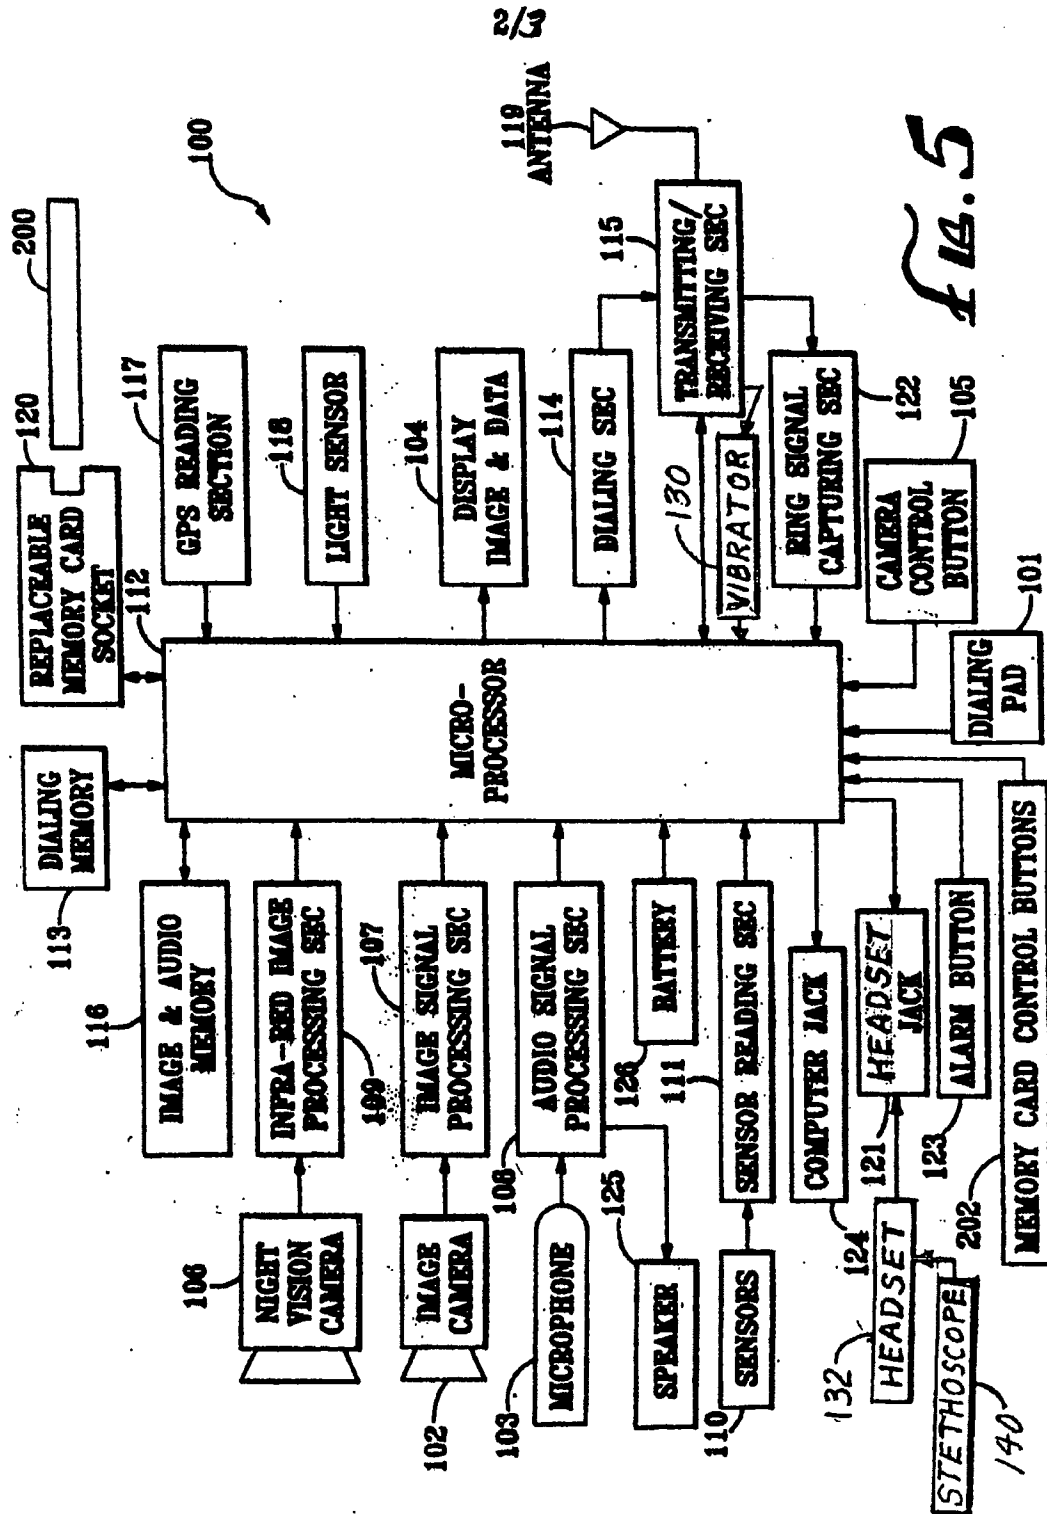 2/3
100
200
120
REPLACEABLE
MEMORY CARD
SOCKET
117
GPS READING
SECTION
118
LIGHT SENSOR
104
DISPLAY
IMAGE & DATA
114
DIALING SEC
115
TRANSMITTING/
RECEIVING SEC
119
ANTENNA
130
VIBRATOR
RING SIGNAL
CAPTURING SEC
122
CAMERA
CONTROL
BUTTON
105
101
DIALING
PAD
112
MICRO-
PROCESSOR
DIALING
MEMORY
113
116
IMAGE & AUDIO
MEMORY
INFRA-RED IMAGE
PROCESSING SEC
109
107
IMAGE SIGNAL
PROCESSING SEC
108
AUDIO SIGNAL
PROCESSING SEC
126
BATTERY
111
SENSOR READING SEC
COMPUTER JACK
124
121
HEADSET
JACK
123
ALARM BUTTON
202
MEMORY CARD CONTROL BUTTONS
106
NIGHT
VISION
CAMERA
IMAGE
CAMERA
102
MICROPHONE
103
125
SPEAKER
SENSORS
110
132
HEADSET
STETHOSCOPE
140
FIG. 5